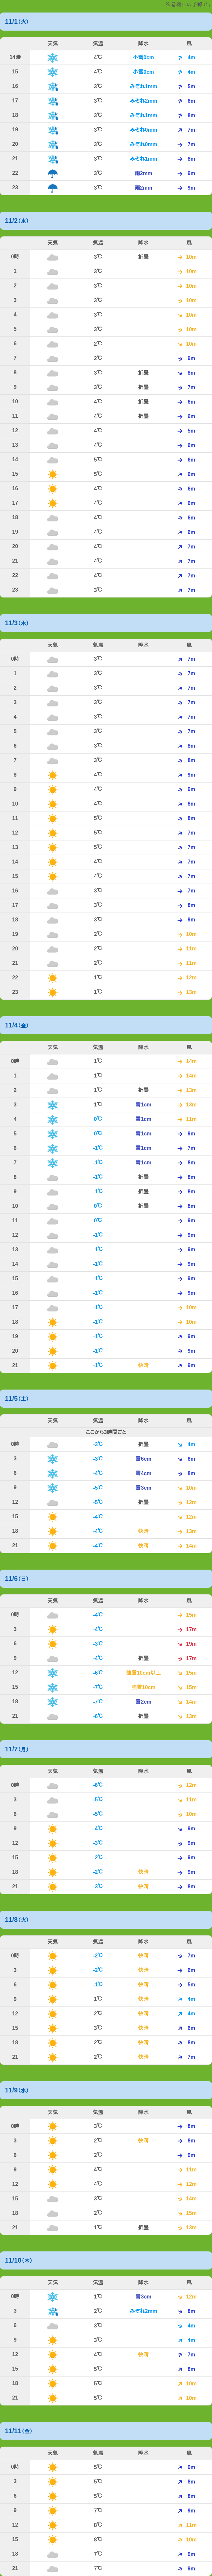 11/1（火）
天気 気温 降水 風
14時 4℃ 小雪0cm 4m
15 4℃ 小雪0cm 4m
16 3℃ みぞれ1mm 5m
17 3℃ みぞれ2mm 6m
18 3℃ みぞれ1mm 8m
19 3℃ みぞれ0mm 7m
20 3℃ みぞれ0mm 7m
21 3℃ みぞれ1mm 8m
22 3℃ 雨2mm 9m
23 3℃ 雨2mm 9m
11/2（水）
天気 気温 降水 風
0時 3℃ 折曇 10m
1 3℃ 10m
2 3℃ 10m
3 3℃ 10m
4 3℃ 10m
5 3℃ 10m
6 2℃ 10m
7 2℃ 9m
8 3℃ 折曇 8m
9 3℃ 折曇 7m
10 4℃ 折曇 6m
11 4℃ 折曇 6m
12 4℃ 5m
13 4℃ 6m
14 5℃ 6m
15 5℃ 6m
16 4℃ 6m
17 4℃ 6m
18 4℃ 6m
19 4℃ 6m
20 4℃ 7m
21 4℃ 7m
22 4℃ 7m
23 3℃ 7m
11/3（木）
天気 気温 降水 風
0時 3℃ 7m
1 3℃ 7m
2 3℃ 7m
3 3℃ 7m
4 3℃ 7m
5 3℃ 7m
6 3℃ 8m
7 3℃ 8m
8 4℃ 9m
9 4℃ 9m
10 4℃ 8m
11 5℃ 8m
12 5℃ 7m
13 5℃ 7m
14 4℃ 7m
15 4℃ 7m
16 3℃ 7m
17 3℃ 8m
18 3℃ 9m
19 2℃ 10m
20 2℃ 11m
21 2℃ 11m
22 1℃ 12m
23 1℃ 13m
11/4（金）
天気 気温 降水 風
0時 1℃ 14m
1 1℃ 14m
2 1℃ 折曇 13m
3 1℃ 雪1cm 13m
4 0℃ 雪1cm 11m
5 0℃ 雪1cm 9m
6 -1℃ 雪1cm 7m
7 -1℃ 雪1cm 8m
8 -1℃ 折曇 8m
9 -1℃ 折曇 8m
10 0℃ 折曇 8m
11 0℃ 9m
12 -1℃ 9m
13 -1℃ 9m
14 -1℃ 9m
15 -1℃ 9m
16 -1℃ 9m
17 -1℃ 10m
18 -1℃ 10m
19 -1℃ 9m
20 -1℃ 9m
21 -1℃ 快晴 9m
11/5（土）
天気 気温 降水 風
ここから3時間ごと
0時 -3℃ 折曇 4m
3 -3℃ 雪6cm 6m
6 -4℃ 雪4cm 8m
9 -5℃ 雪3cm 10m
12 -5℃ 折曇 12m
15 -4℃ 12m
18 -4℃ 快晴 13m
21 -4℃ 快晴 14m
11/6（日）
天気 気温 降水 風
0時 -4℃ 15m
3 -4℃ 17m
6 -3℃ 19m
9 -4℃ 折曇 17m
12 -6℃ 強雪10cm以上 15m
15 -7℃ 強雪10cm 15m
18 -7℃ 雪2cm 14m
21 -6℃ 折曇 13m
11/7（月）
天気 気温 降水 風
0時 -6℃ 12m
3 -5℃ 11m
6 -5℃ 10m
9 -4℃ 9m
12 -3℃ 9m
15 -2℃ 9m
18 -2℃ 快晴 9m
21 -3℃ 快晴 8m
11/8（火）
天気 気温 降水 風
0時 -2℃ 快晴 7m
3 -2℃ 快晴 6m
6 -1℃ 快晴 5m
9 1℃ 快晴 4m
12 2℃ 快晴 4m
15 3℃ 快晴 6m
18 2℃ 快晴 8m
21 2℃ 快晴 7m
11/9（水）
天気 気温 降水 風
0時 3℃ 8m
3 2℃ 快晴 9m
6 2℃ 9m
9 4℃ 11m
12 4℃ 12m
15 3℃ 14m
18 2℃ 15m
21 1℃ 折曇 13m
11/10（木）
天気 気温 降水 風
0時 1℃ 雪3cm 12m
3 2℃ みぞれ2mm 8m
6 3℃ 4m
9 3℃ 4m
12 4℃ 快晴 7m
15 5℃ 8m
18 5℃ 10m
21 5℃ 10m
11/11（金）
天気 気温 降水 風
0時 5℃ 9m
3 5℃ 8m
6 5℃ 8m
9 7℃ 9m
12 8℃ 11m
15 8℃ 10m
18 7℃ 9m
21 7℃ 9m